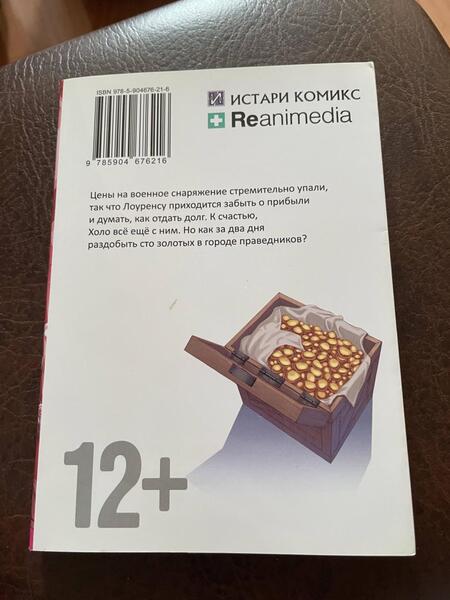 ISBN 978-5-904676-21-6
9 785904 676216
ИСТАРИ КОМИКС
Reanimedia
Цены на военное снаряжение стремительно упали,
так что Лоуренсу приходится забыть о прибыли
и думать, как отдать долг. К счастью,
Холо всё ещё с ним. Но как за два дня
раздобыть сто золотых в городе праведников?
12+